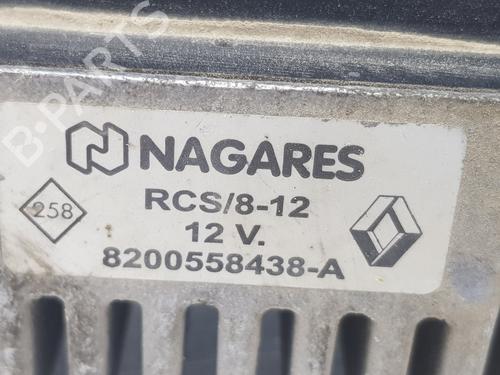 B-PARTS
NAGARES
258
RCS/8-12
12 V.
8200558438-A